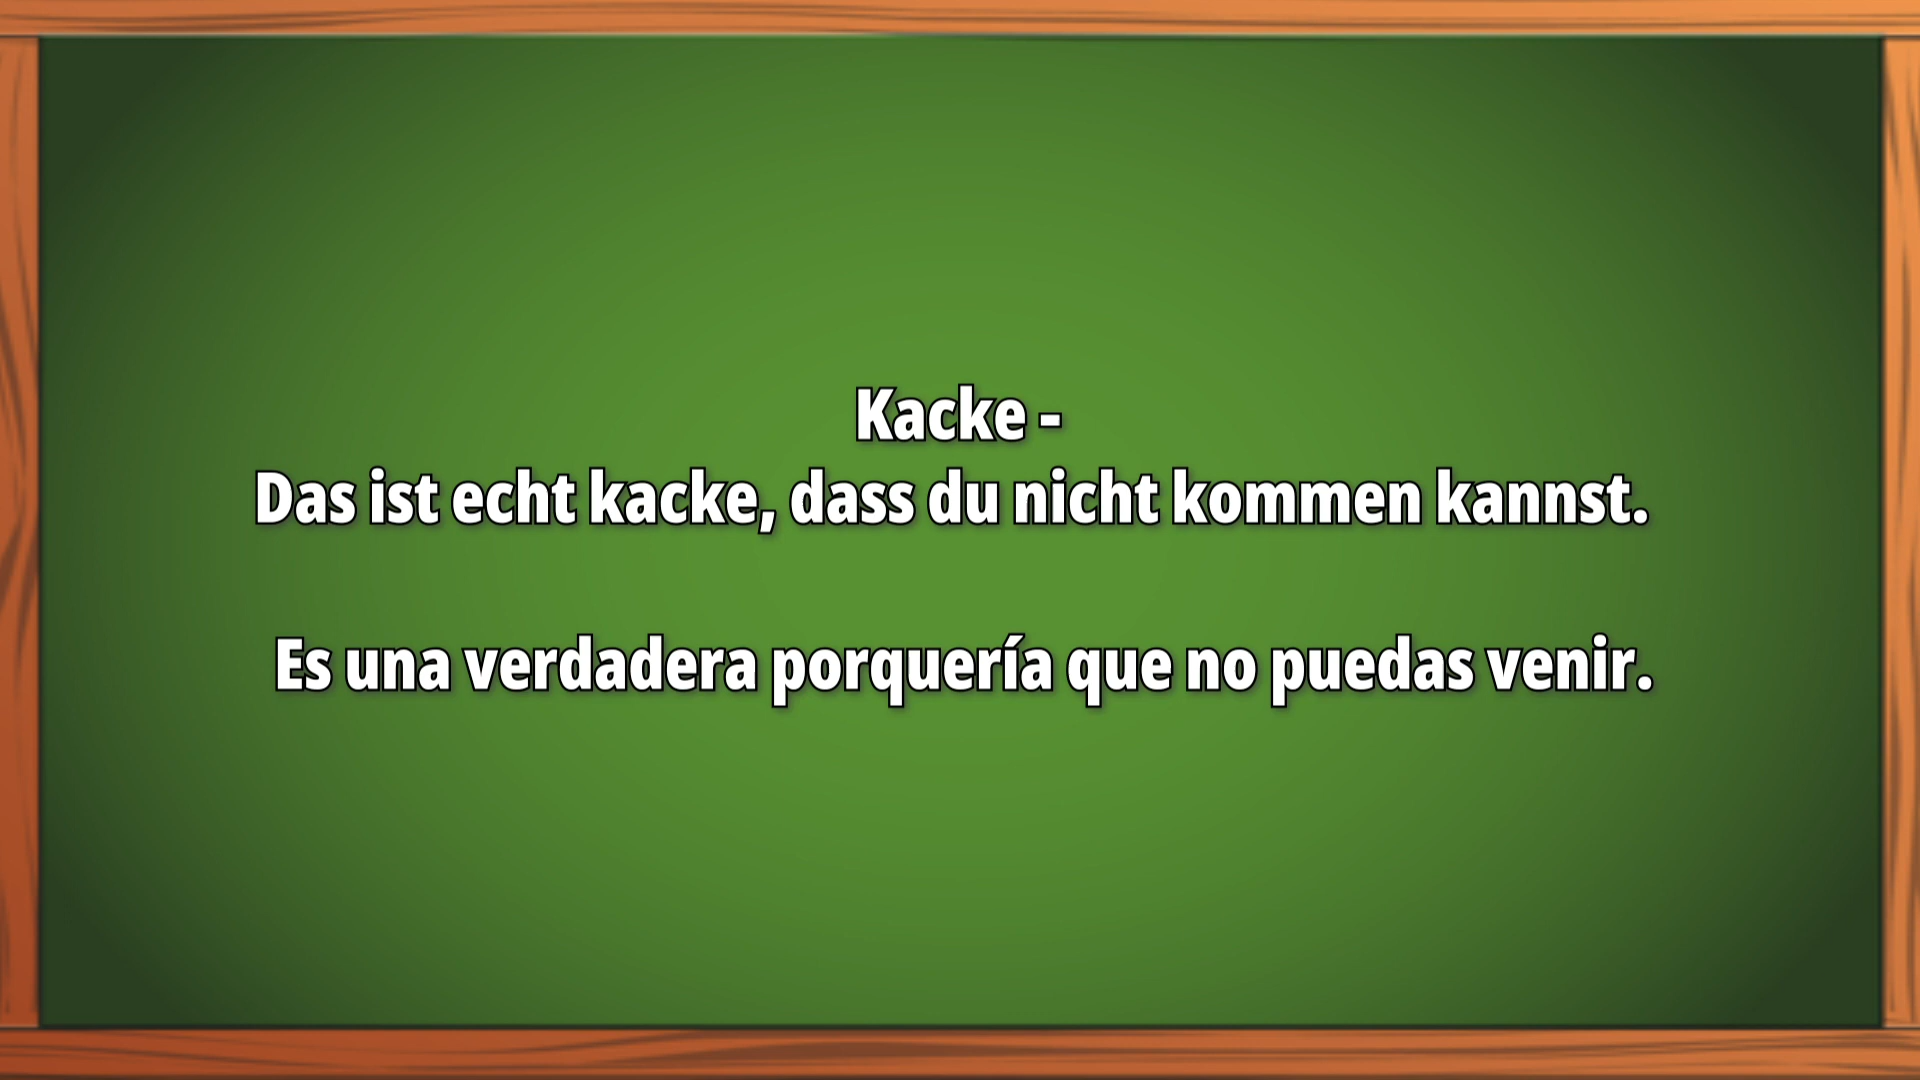 Kacke -
Das ist echt kacke, dass du nicht kommen kannst.
Es una verdadera porquería que no puedas venir.